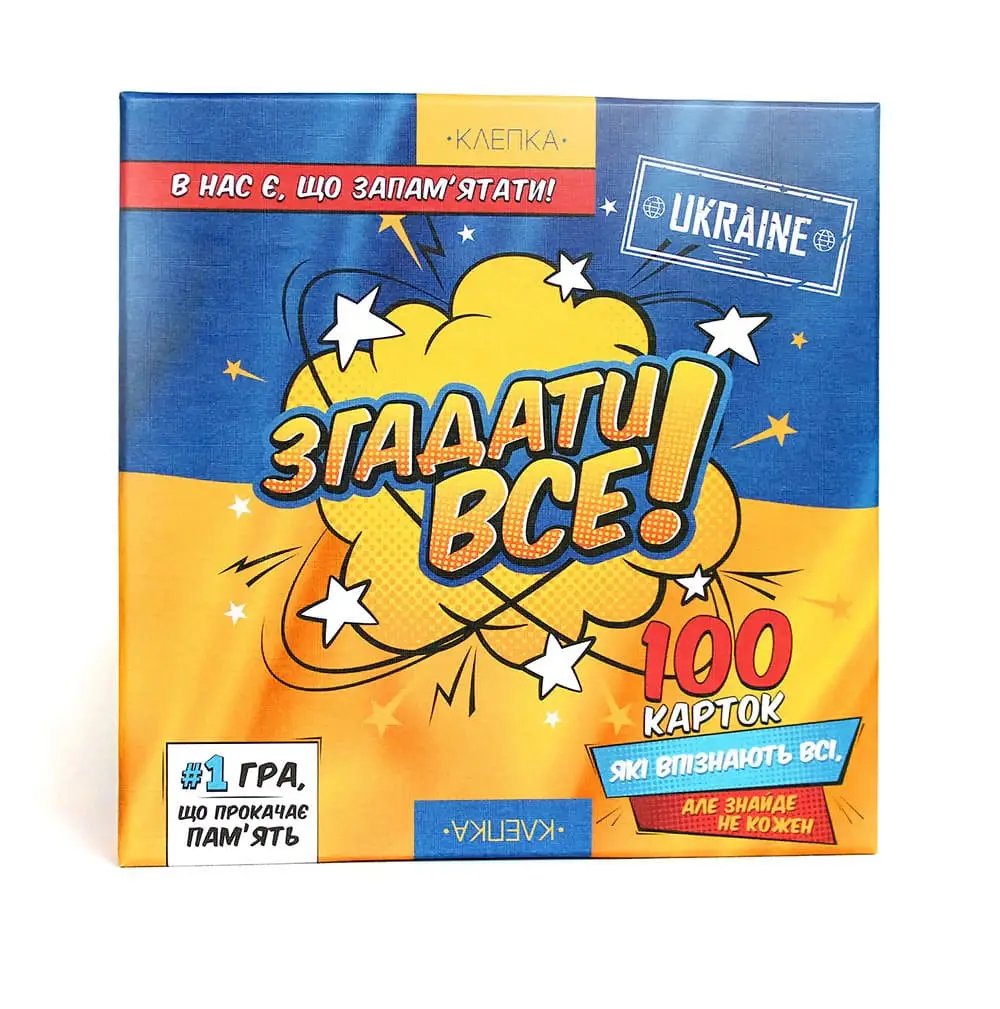 ·КЛЕПКА·
В НАС Є, ЩО ЗАПАМ'ЯТАТИ!
UKRAINE
ЗГАДАТИ
ВСЕ!
100
КАРТОК
ЯКІ ВПІЗНАЮТЬ ВСІ,
АЛЕ ЗНАЙДЕ
НЕ КОЖЕН
#1 ГРА,
ЩО ПРОКАЧАЄ
ПАМ'ЯТЬ
·КЛЕПКА·